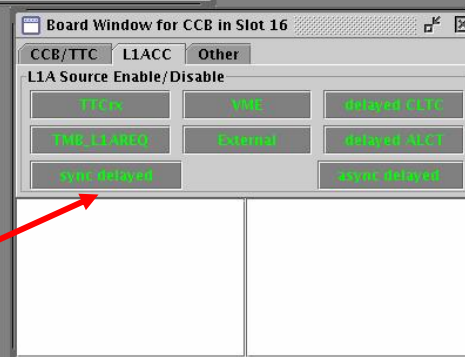 Board Window for CCB in Slot 16
CCB/TTC L1ACC Other
L1A Source Enable/Disable
TTCrx VME delayed CLTC
TMB_L1AREQ External delayed ALCT
sync delayed async delayed